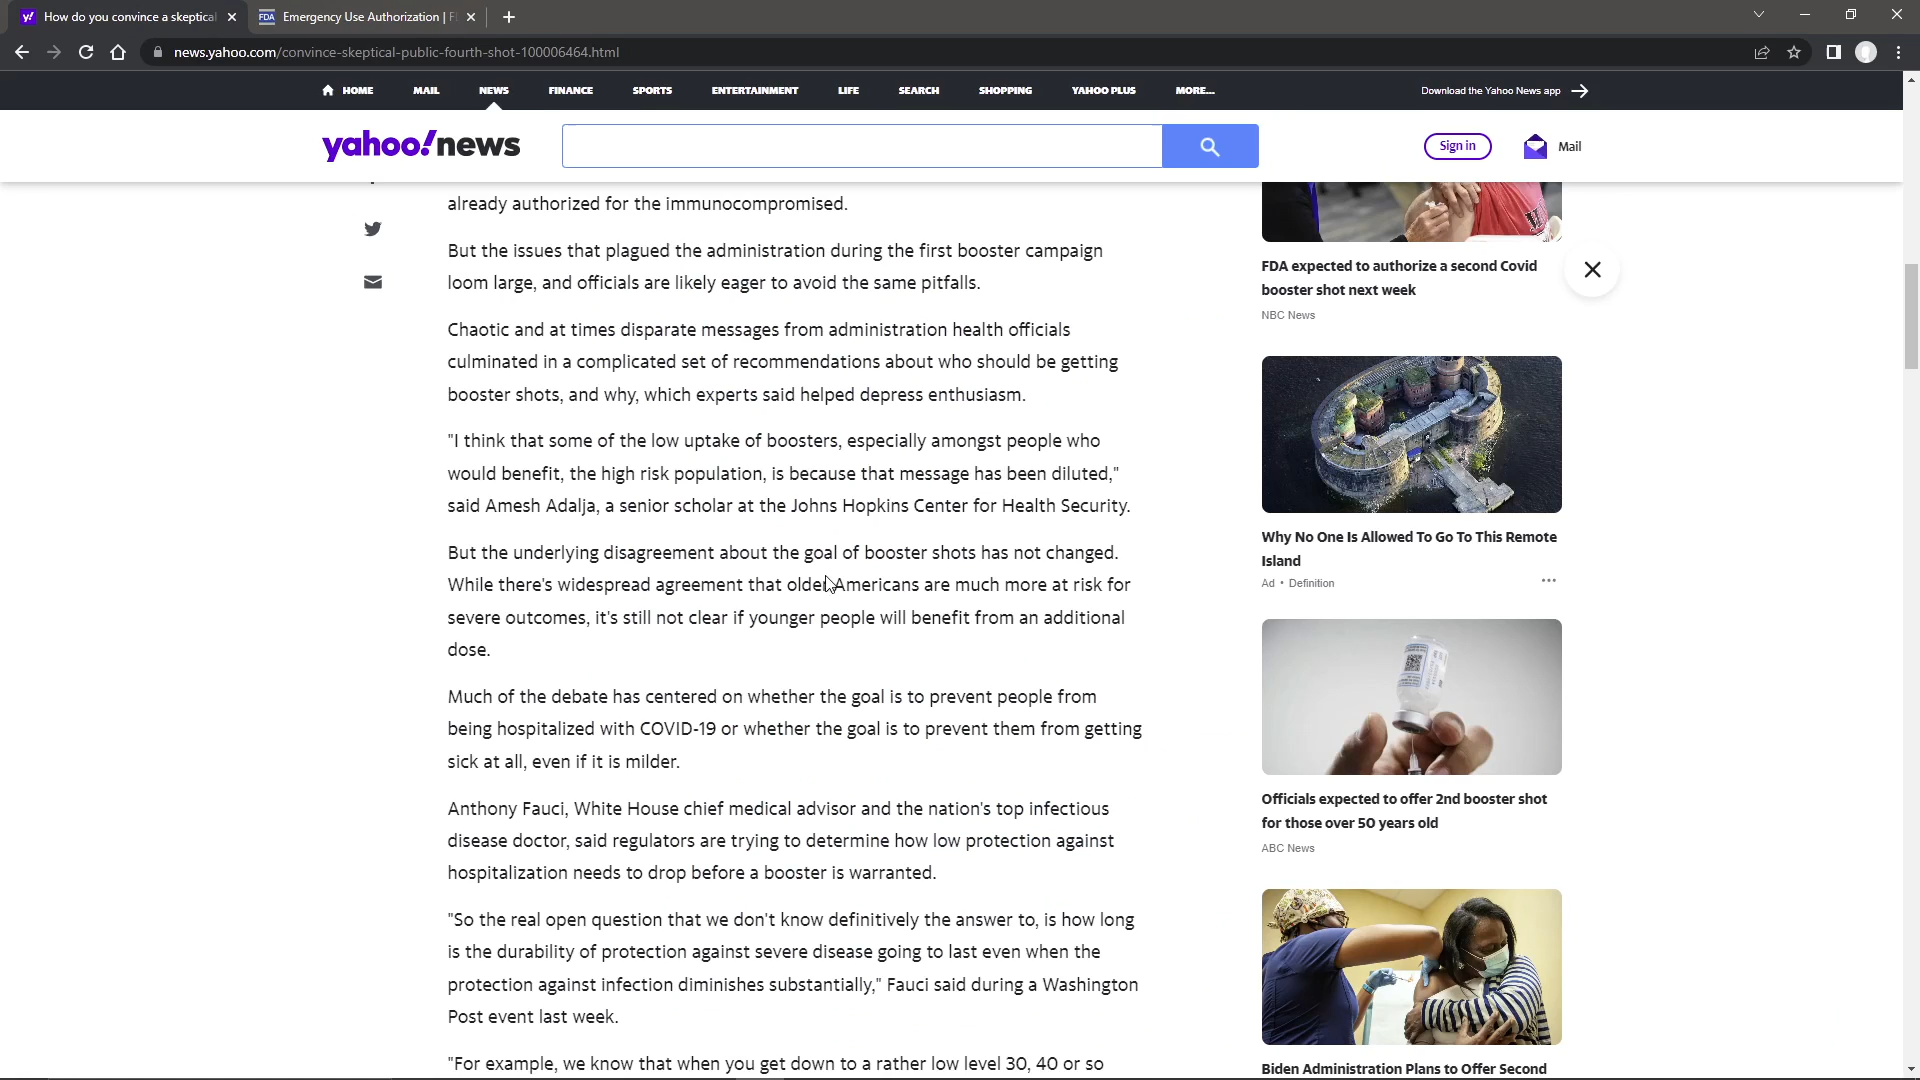 How do you convince a skeptical
Emergency Use Authorization | F
news.yahoo.com/convince-skeptical-public-fourth-shot-100006464.html
HOME MAIL NEWS FINANCE SPORTS ENTERTAINMENT LIFE SEARCH SHOPPING YAHOO PLUS MORE... Download the Yahoo News app
yahoo!news
Sign in
Mail
already authorized for the immunocompromised.
But the issues that plagued the administration during the first booster campaign
loom large, and officials are likely eager to avoid the same pitfalls.
Chaotic and at times disparate messages from administration health officials
culminated in a complicated set of recommendations about who should be getting
booster shots, and why, which experts said helped depress enthusiasm.
"I think that some of the low uptake of boosters, especially amongst people who
would benefit, the high risk population, is because that message has been diluted,"
said Amesh Adalja, a senior scholar at the Johns Hopkins Center for Health Security.
But the underlying disagreement about the goal of booster shots has not changed.
While there's widespread agreement that older Americans are much more at risk for
severe outcomes, it's still not clear if younger people will benefit from an additional
dose.
Much of the debate has centered on whether the goal is to prevent people from
being hospitalized with COVID-19 or whether the goal is to prevent them from getting
sick at all, even if it is milder.
Anthony Fauci, White House chief medical advisor and the nation's top infectious
disease doctor, said regulators are trying to determine how low protection against
hospitalization needs to drop before a booster is warranted.
"So the real open question that we don't know definitively the answer to, is how long
is the durability of protection against severe disease going to last even when the
protection against infection diminishes substantially," Fauci said during a Washington
Post event last week.
"For example, we know that when you get down to a rather low level 30, 40 or so
FDA expected to authorize a second Covid
booster shot next week
NBC News
Why No One Is Allowed To Go To This Remote
Island
Ad • Definition
Officials expected to offer 2nd booster shot
for those over 50 years old
ABC News
Biden Administration Plans to Offer Second